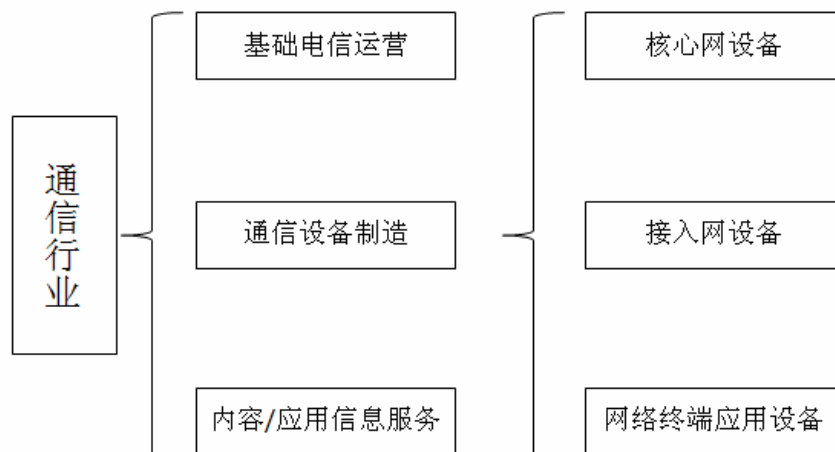 通信行业
基础电信运营
通信设备制造
内容/应用信息服务
核心网设备
接入网设备
网络终端应用设备